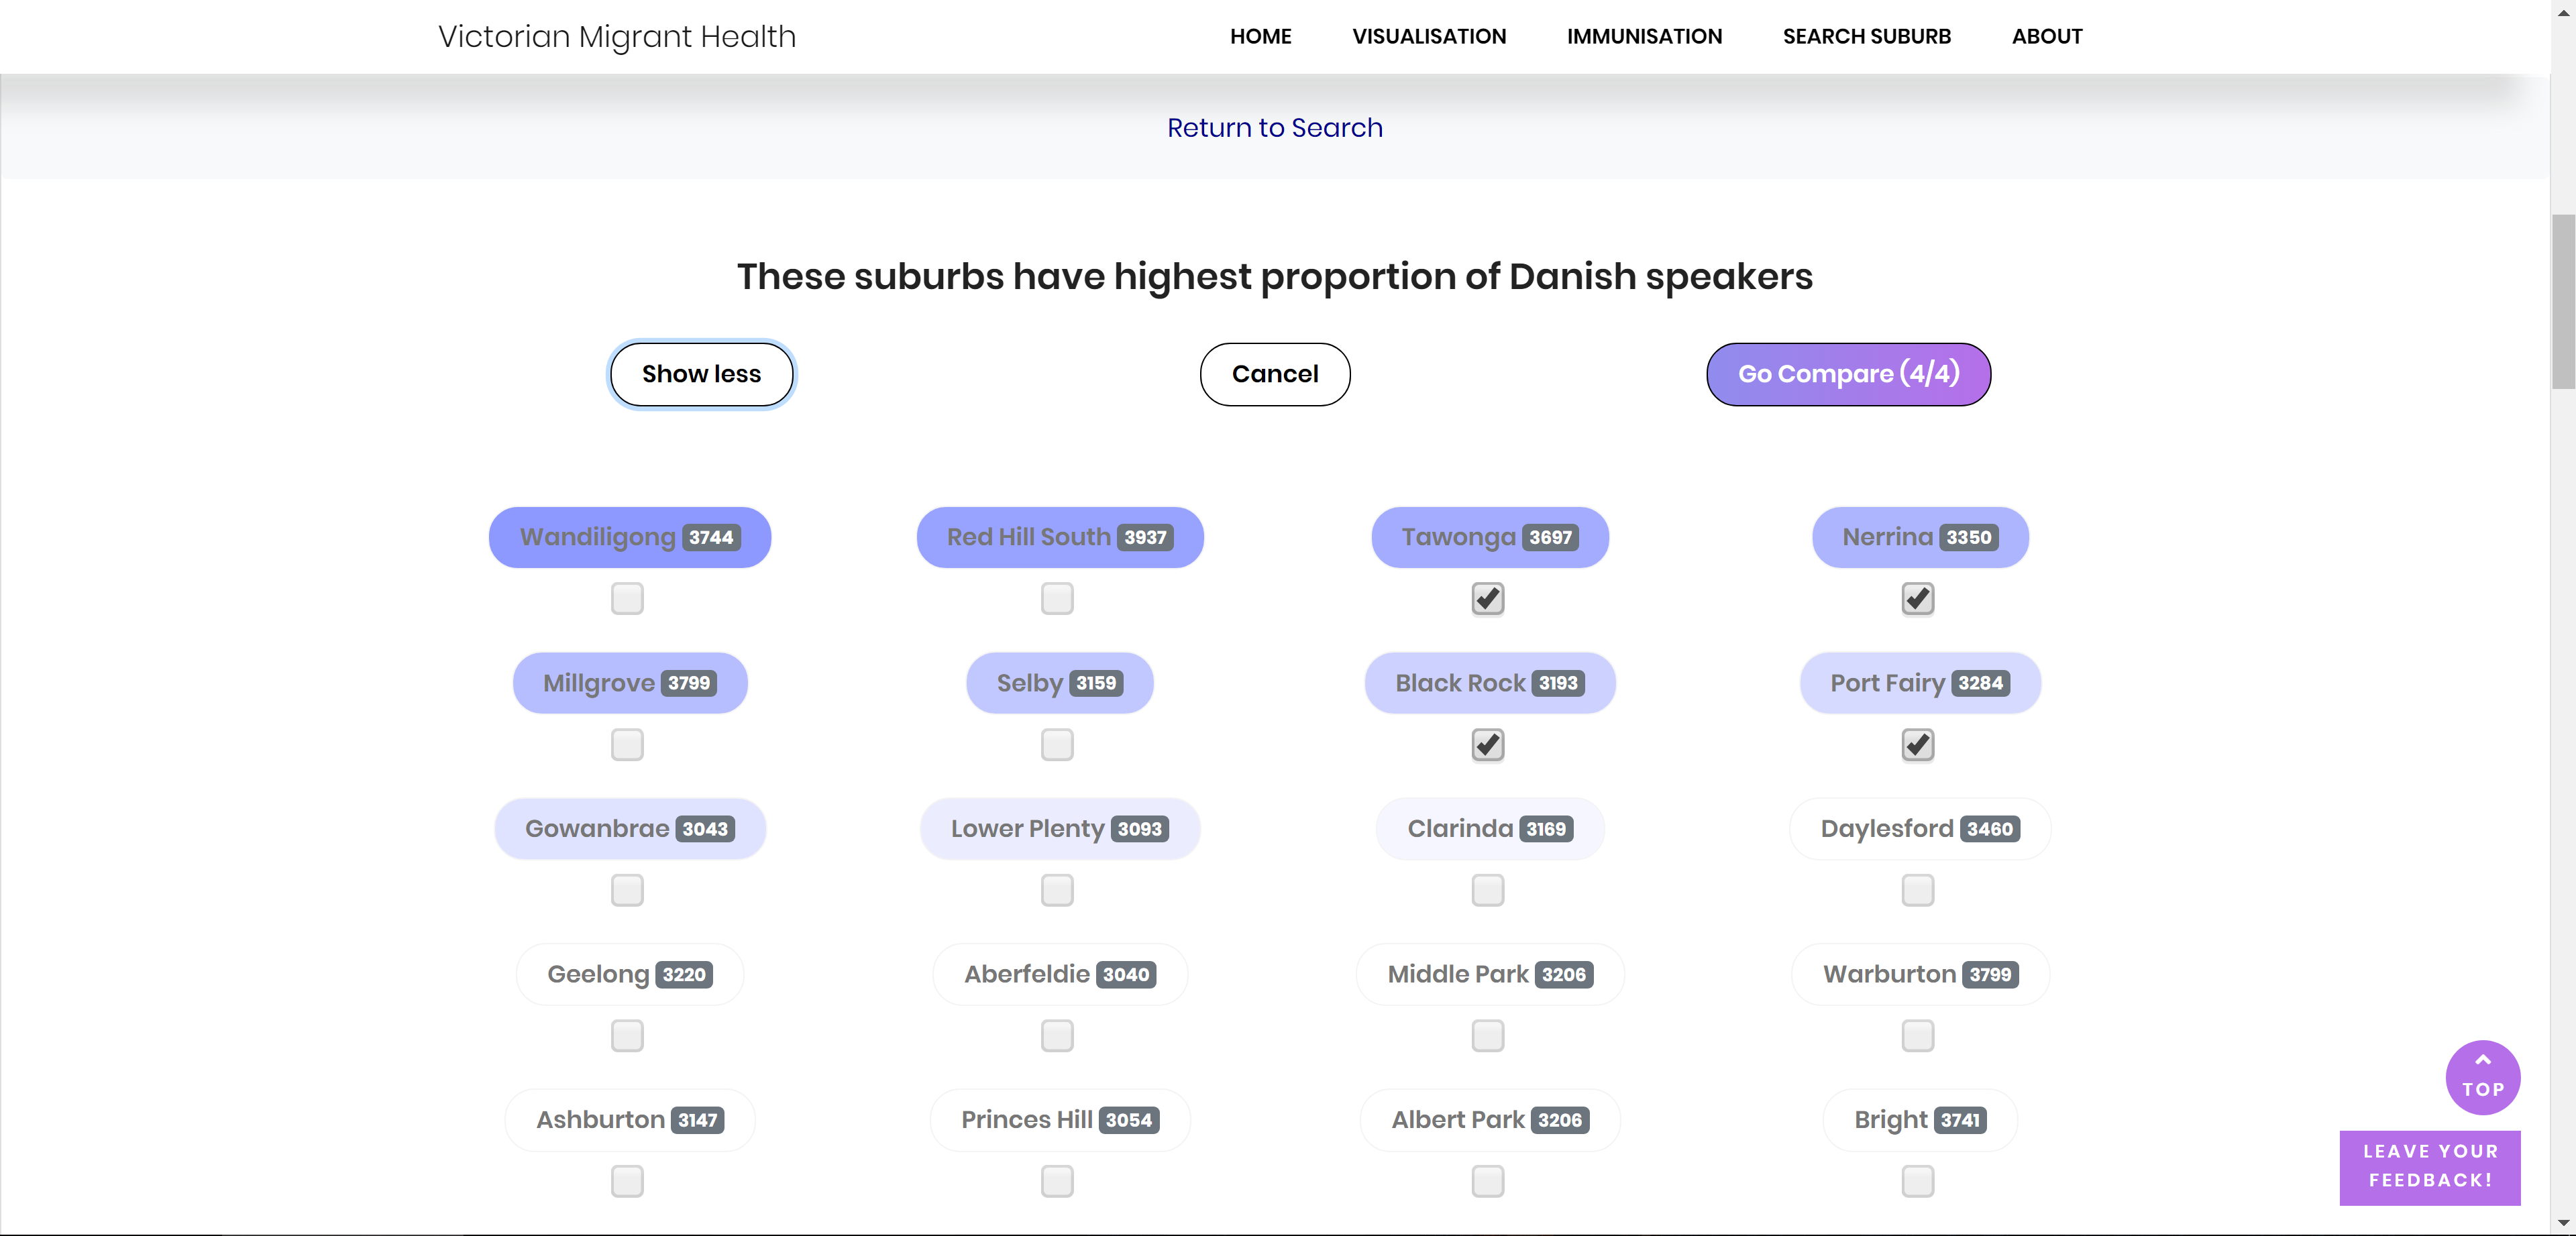 Victorian Migrant Health HOME VISUALISATION IMMUNISATION SEARCH SUBURB ABOUT
Return to Search
These suburbs have highest proportion of Danish speakers
Show less Cancel Go Compare (4/4)
Wandiligong 3744 Red Hill South 3937 Tawonga 3697 Nerrina 3350
Millgrove 3799 Selby 3159 Black Rock 3193 Port Fairy 3284
Gowanbrae 3043 Lower Plenty 3093 Clarinda 3169 Daylesford 3460
Geelong 3220 Aberfeldie 3040 Middle Park 3206 Warburton 3799
Ashburton 3147 Princes Hill 3054 Albert Park 3206 Bright 3741
TOP
LEAVE YOUR
FEEDBACK!